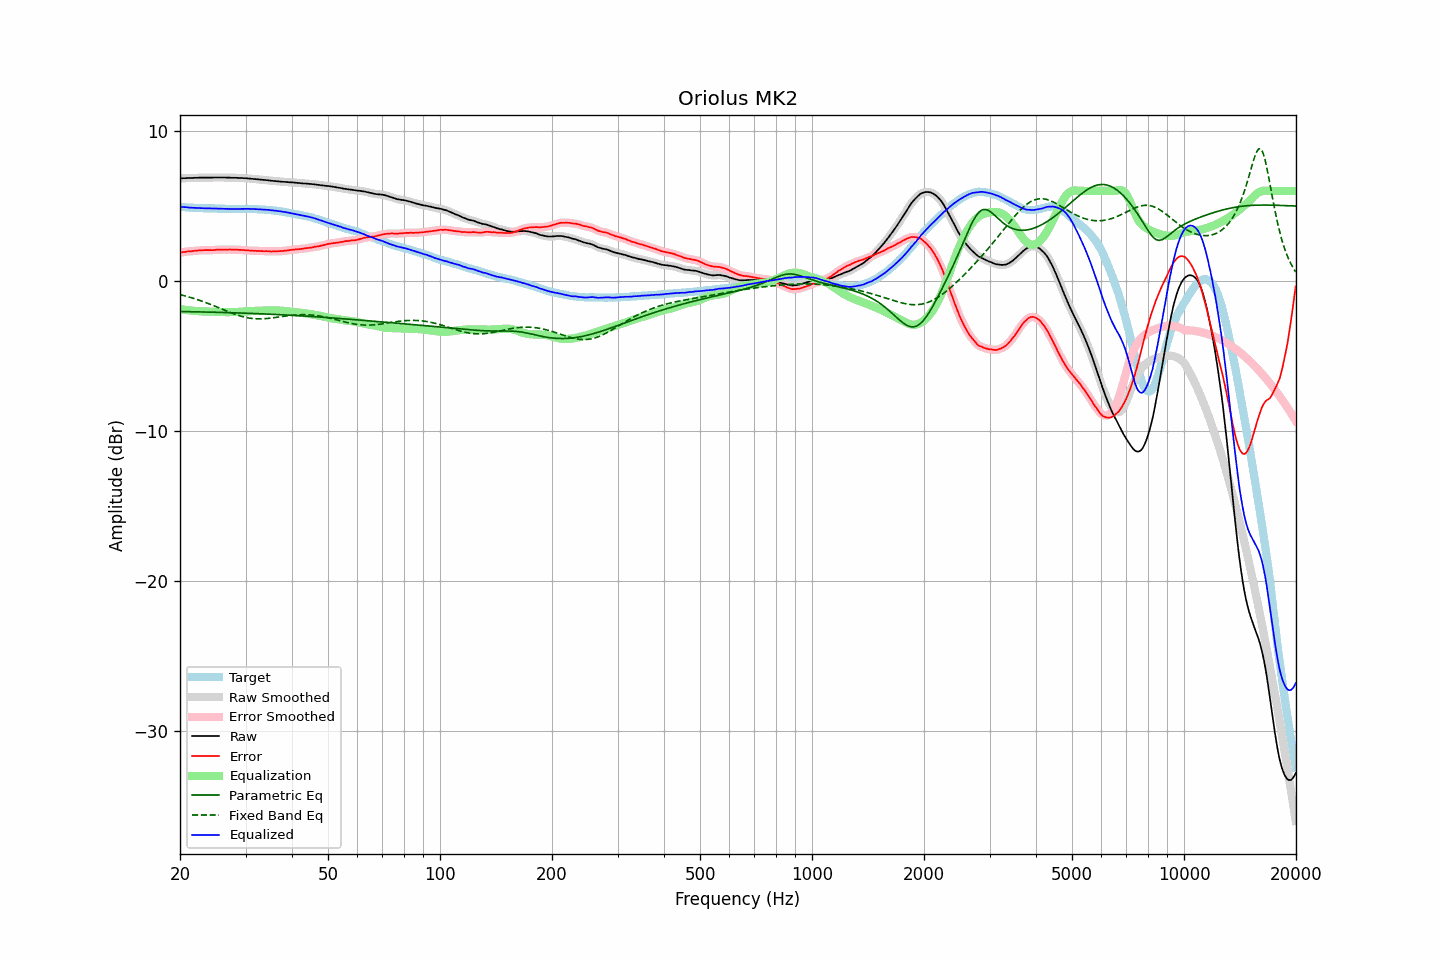 Oriolus MK2
10
0
−10
−20
−30
Amplitude (dBr)
Target
Raw Smoothed
Error Smoothed
Raw
Error
Equalization
Parametric Eq
Fixed Band Eq
Equalized
20 50 100 200 500 1000 2000 5000 10000 20000
Frequency (Hz)